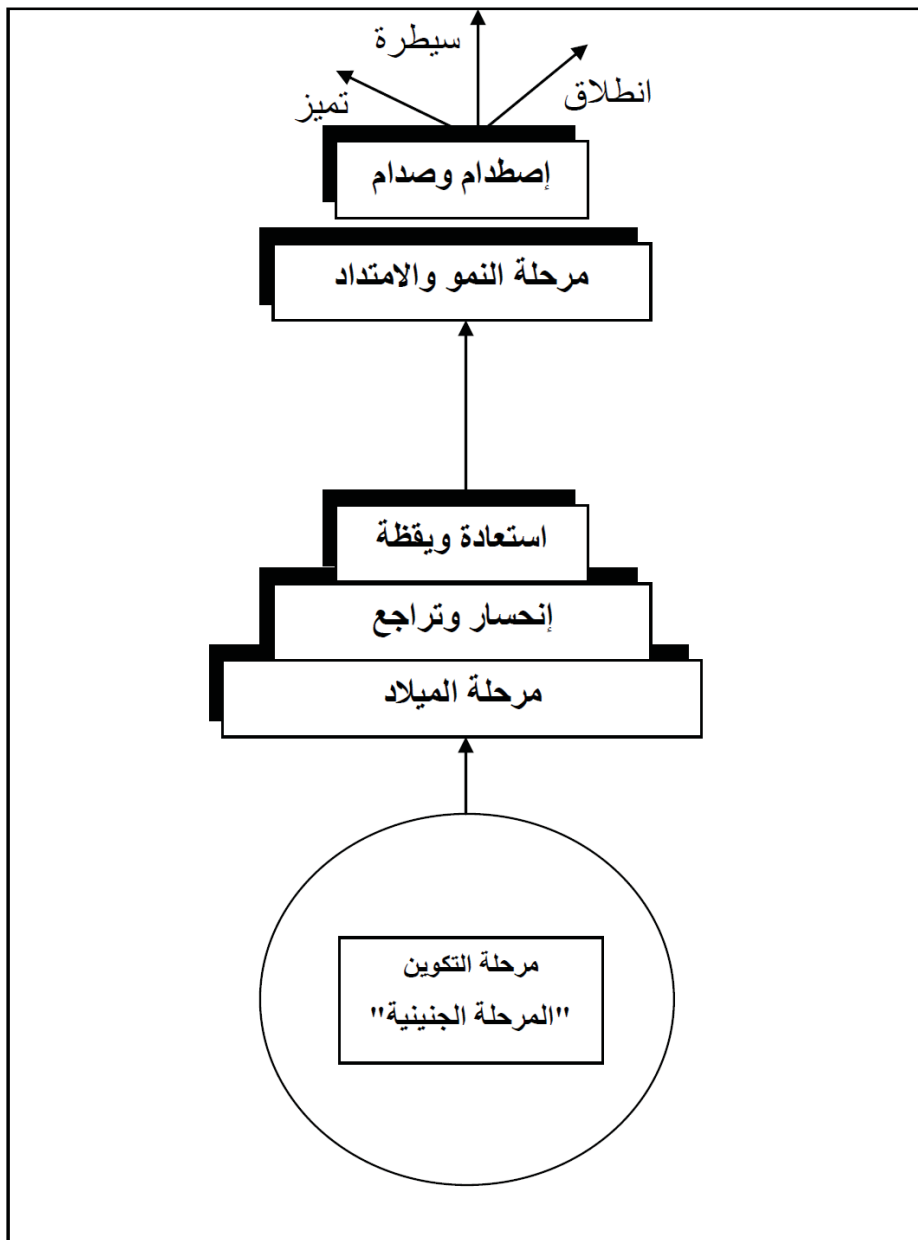 سيطرة
انطلاق
تميز
إصطدام وصدام
مرحلة النمو والامتداد
استعادة ويقظة
إنحسار وتراجع
مرحلة الميلاد
مرحلة التكوين
"المرحلة الجنينية"